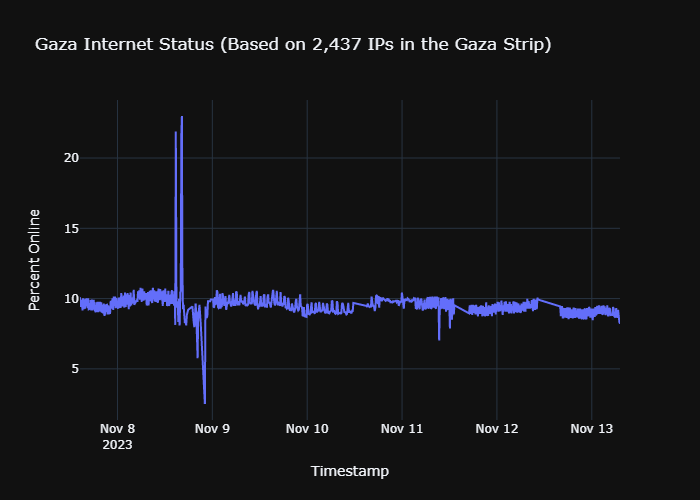 Gaza Internet Status (Based on 2,437 IPs in the Gaza Strip)
Percent Online
20
15
10
5
Nov 8
2023
Nov 9
Nov 10
Nov 11
Nov 12
Nov 13
Timestamp